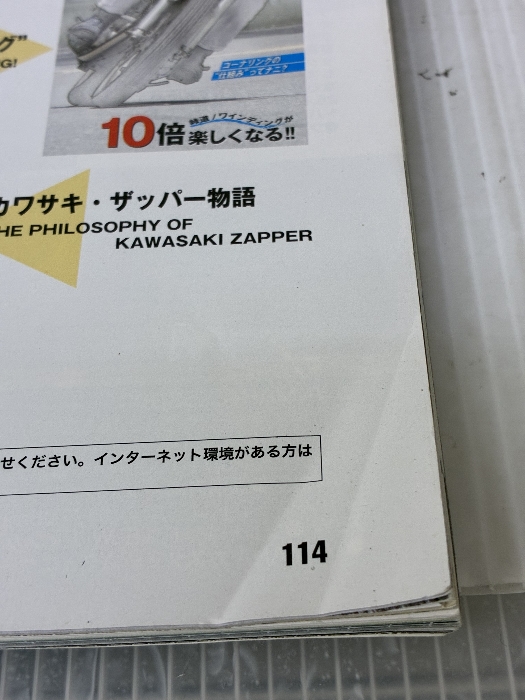 グ"
G!
コーナリングの
"仕組み"ってナニ?
10倍 峠道/ワインディングが
楽しくなる!!
カワサキ・ザッパー物語
HE PHILOSOPHY OF
KAWASAKI ZAPPER
せください。インターネット環境がある方は
114